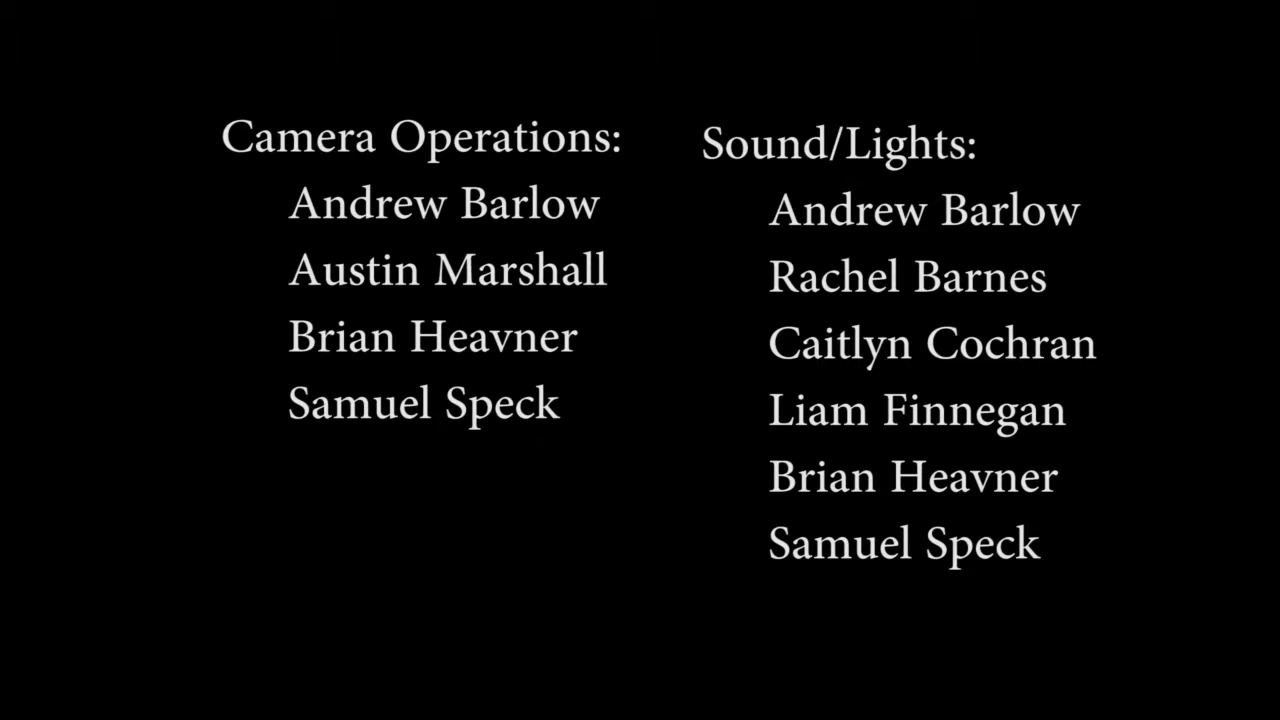 Camera Operations:
Andrew Barlow
Austin Marshall
Brian Heavner
Samuel Speck
Sound/Lights:
Andrew Barlow
Rachel Barnes
Caitlyn Cochran
Liam Finnegan
Brian Heavner
Samuel Speck